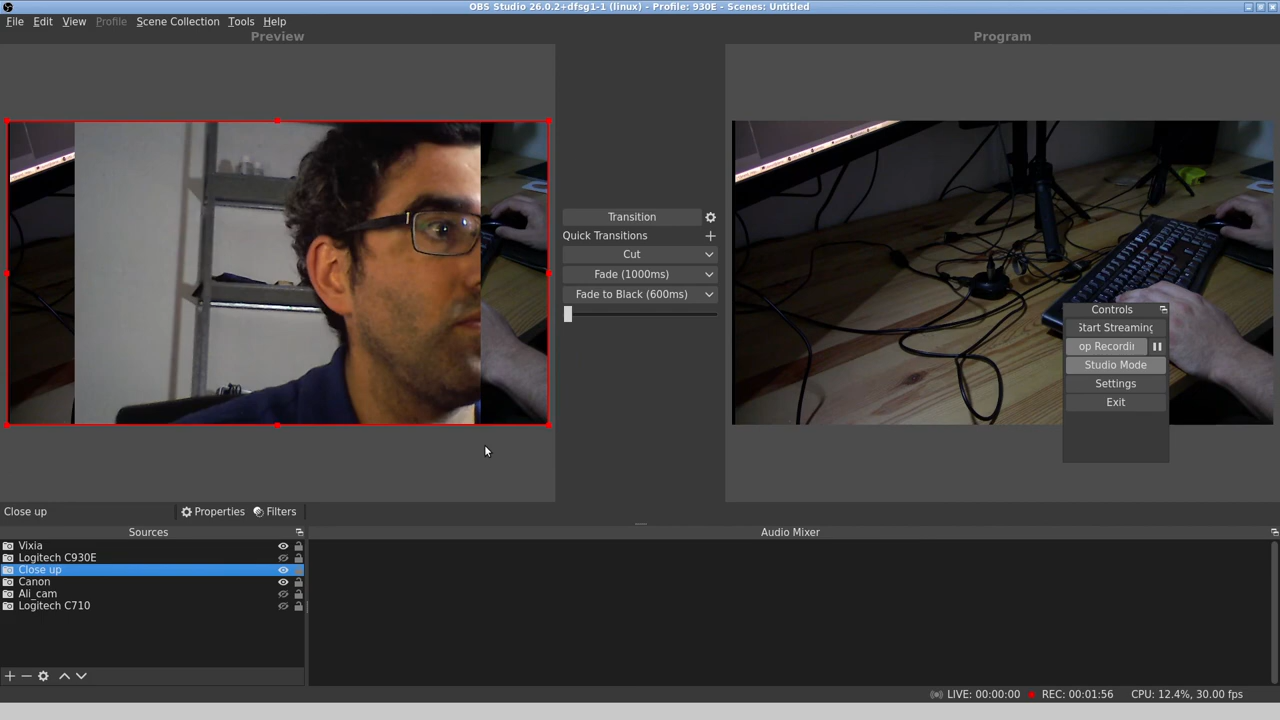 OBS Studio 26.0.2+dfsg1-1 (linux) - Profile: 930E - Scenes: Untitled
File Edit View Profile Scene Collection Tools Help
Preview
Program
Transition
Quick Transitions
Cut
Fade (1000ms)
Fade to Black (600ms)
Controls
Start Streaming
op Recordin
Studio Mode
Settings
Exit
Close up
Properties
Filters
Sources
Audio Mixer
Vixia
Logitech C930E
Close up
Canon
Ali_cam
Logitech C710
LIVE: 00:00:00 REC: 00:01:56 CPU: 12.4%, 30.00 fps